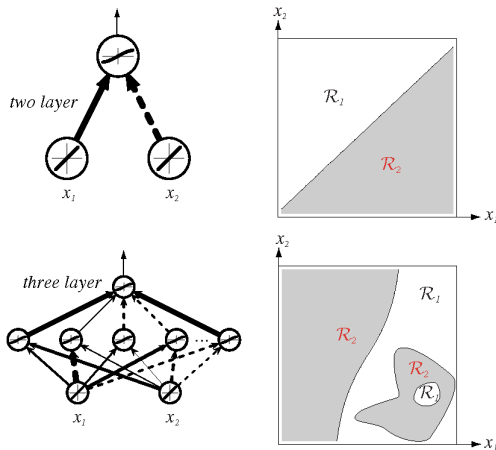 x₂
two layer
R₁
R₂
x₁ x₂
x₁
x₂
three layer
R₁
R₂
R₂
R₁
...
x₁ x₂
x₁